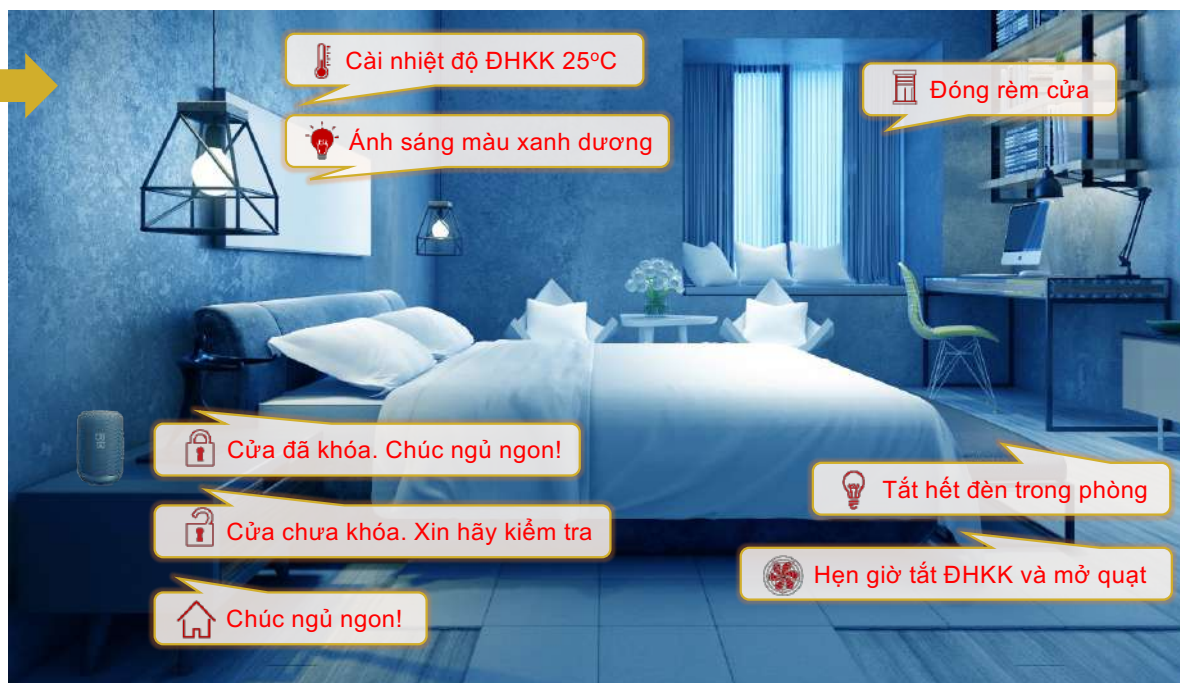 Cài nhiệt độ ĐHKK 25ºC
Đóng rèm cửa
Ánh sáng màu xanh dương
Cửa đã khóa. Chúc ngủ ngon!
Tắt hết đèn trong phòng
Cửa chưa khóa. Xin hãy kiểm tra
Hẹn giờ tắt ĐHKK và mở quạt
Chúc ngủ ngon!